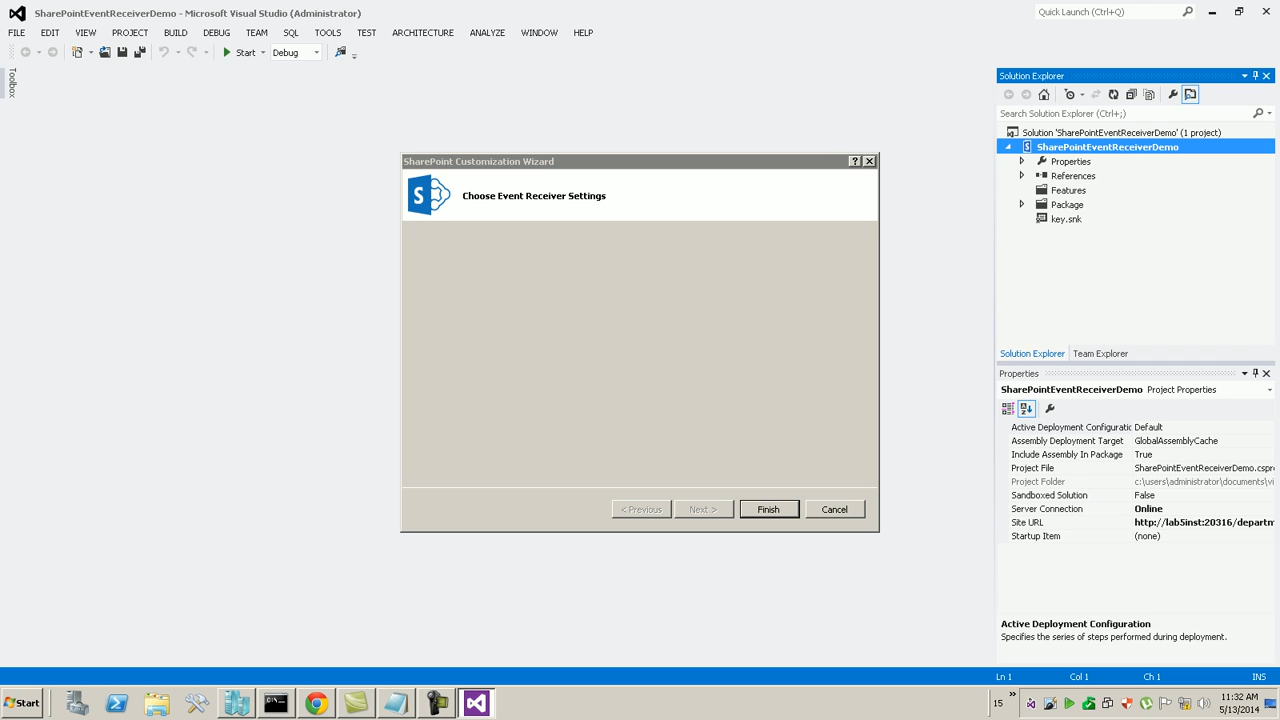 SharePointEventReceiverDemo - Microsoft Visual Studio (Administrator)
Quick Launch (Ctrl+Q)
FILE EDIT VIEW PROJECT BUILD DEBUG TEAM SQL TOOLS TEST ARCHITECTURE ANALYZE WINDOW HELP
Start Debug
Toolbox
Solution Explorer
Search Solution Explorer (Ctrl+;)
Solution 'SharePointEventReceiverDemo' (1 project)
SharePointEventReceiverDemo
Properties
References
Features
Package
key.snk
SharePoint Customization Wizard
?
S
Choose Event Receiver Settings
< Previous Next > Finish Cancel
Solution Explorer Team Explorer
Properties
SharePointEventReceiverDemo Project Properties
Active Deployment Configuratic Default
Assembly Deployment Target GlobalAssemblyCache
Include Assembly In Package True
Project File SharePointEventReceiverDemo.cspro
Project Folder c:\users\administrator\documents\vi
Sandboxed Solution False
Server Connection Online
Site URL http://lab5inst:20316/departm
Startup Item (none)
Active Deployment Configuration
Specifies the series of steps performed during deployment.
Ln 1 Col 1 Ch 1 INS
Start
15
11:32 AM
5/13/2014